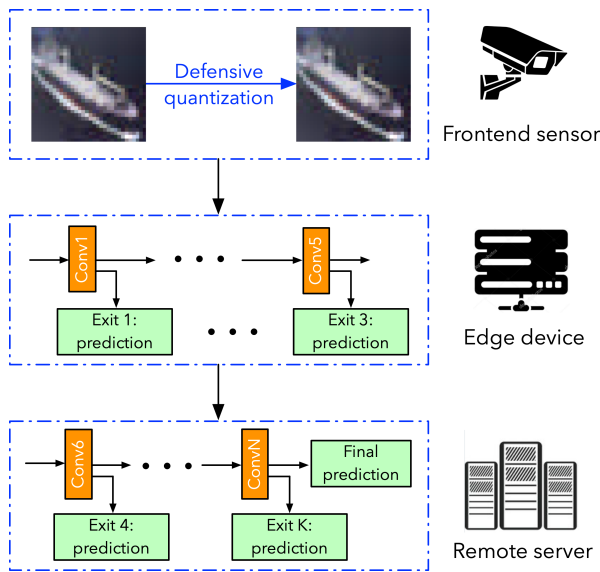 Defensive
quantization
Frontend sensor
Conv1
Conv5
Exit 1:
prediction
Exit 3:
prediction
Edge device
Conv6
ConvN
Final
prediction
Exit 4:
prediction
Exit K:
prediction
Remote server